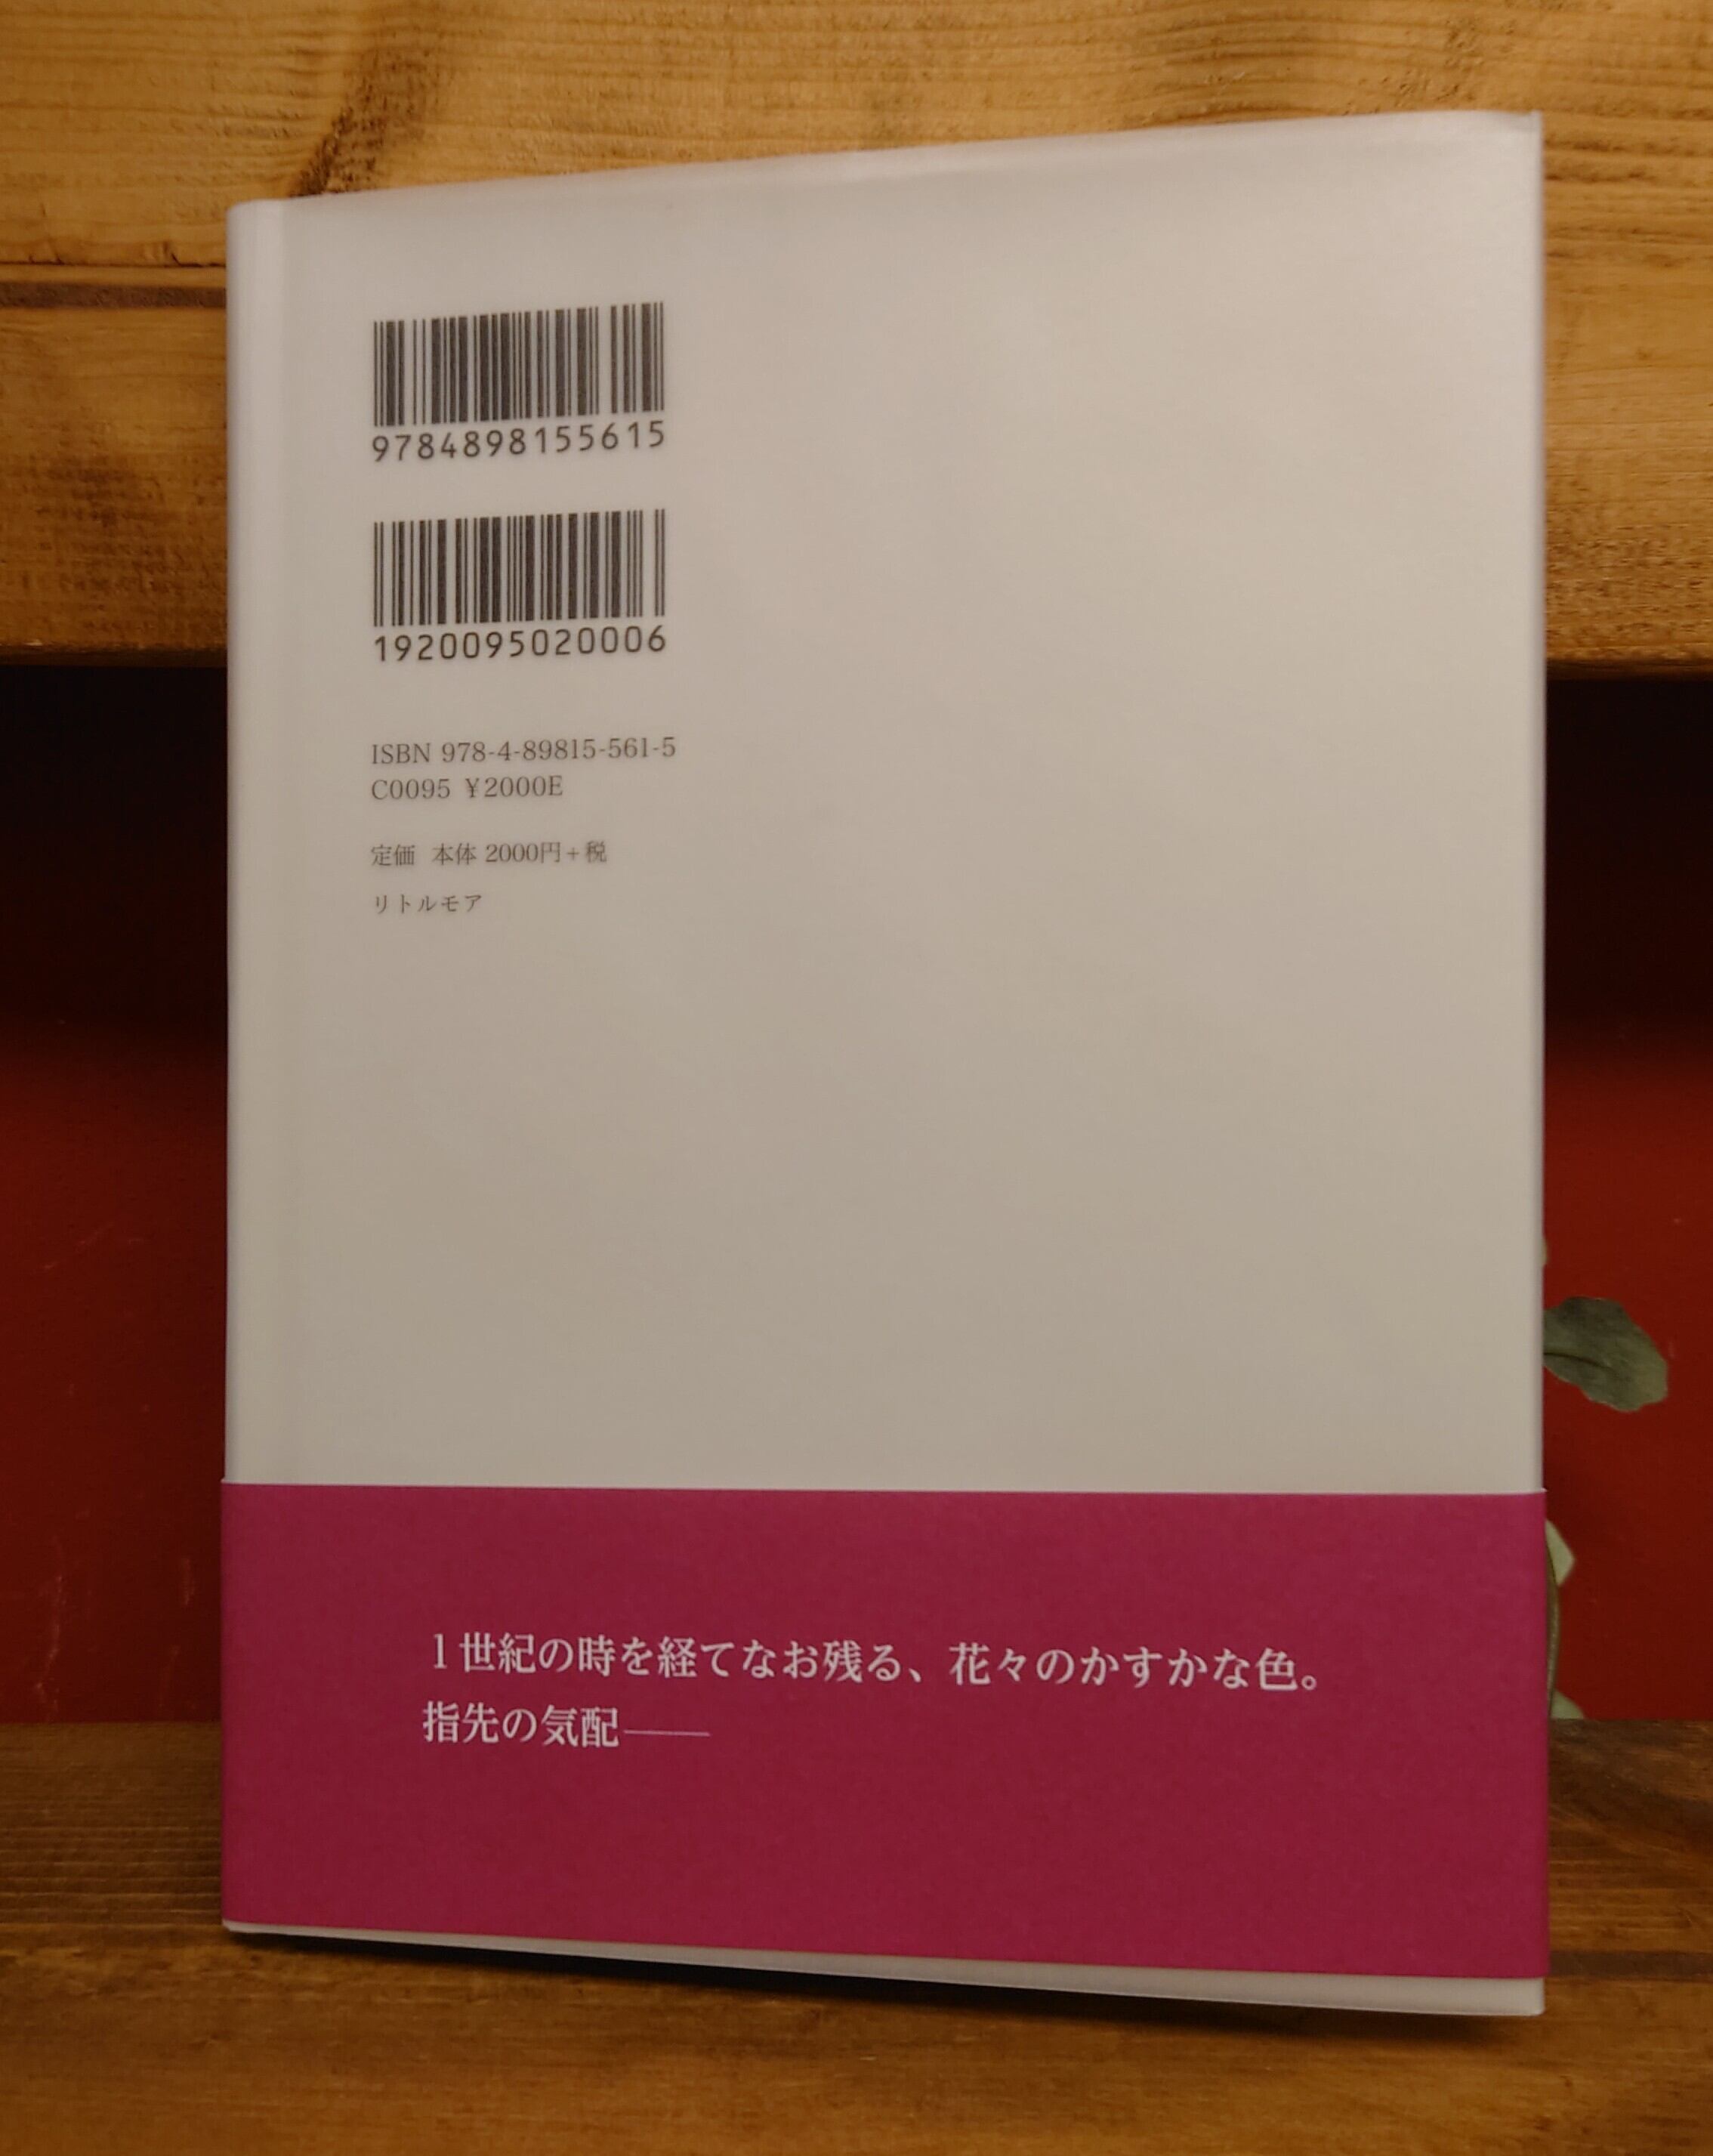 9784898155615
1920095020006
ISBN 978-4-89815-561-5
C0095 ¥2000E
定価 本体 2000円+税
リトルモア
1世紀の時を経てなお残る、花々のかすかな色。
指先の気配――